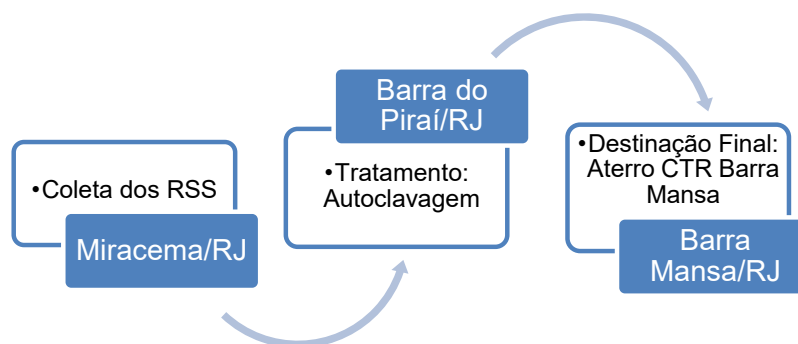 •Coleta dos RSS
Miracema/RJ
Barra do
Piraí/RJ
•Tratamento:
Autoclavagem
•Destinação Final:
Aterro CTR Barra
Mansa
Barra
Mansa/RJ